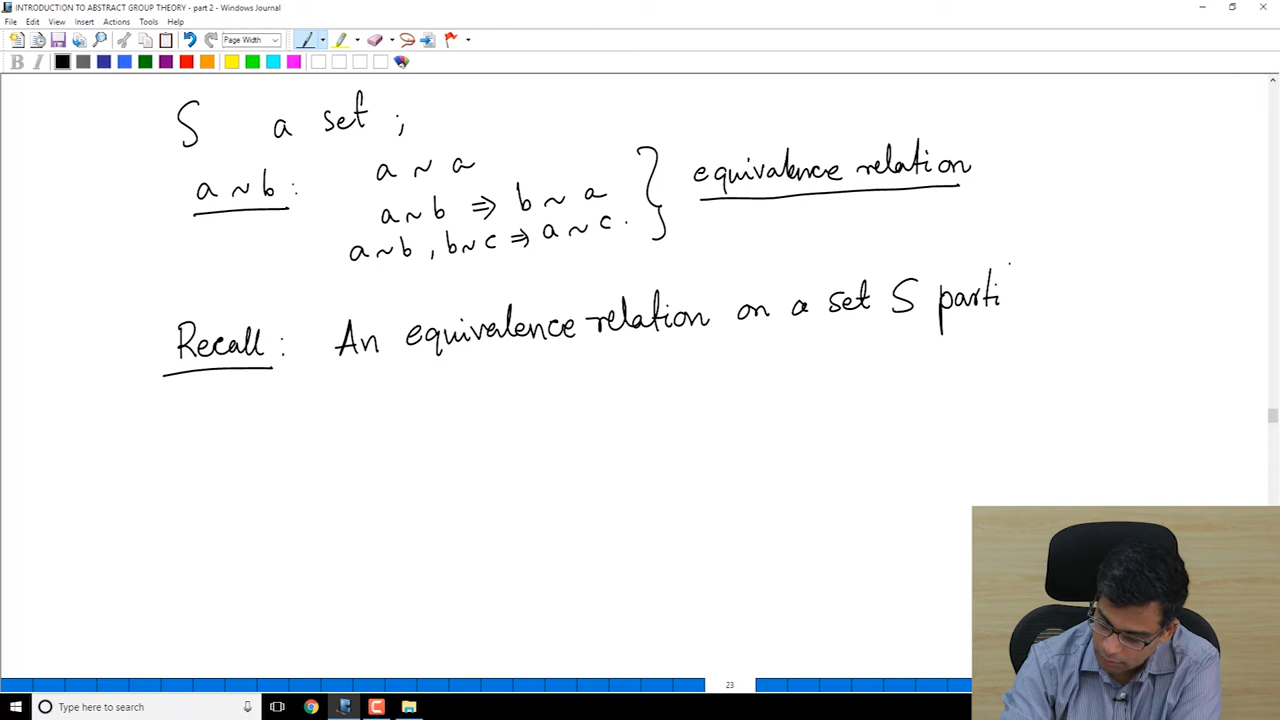 INTRODUCTION TO ABSTRACT GROUP THEORY - part 2 - Windows Journal
File Edit View Insert Actions Tools Help
Page Width
B I
S a set ;
a ~ b : a ~ a
a ~ b ⇒ b ~ a
a ~ b , b ~ c ⇒ a ~ c .
} equivalence relation
Recall : An equivalence relation on a set S parti
23
Type here to search